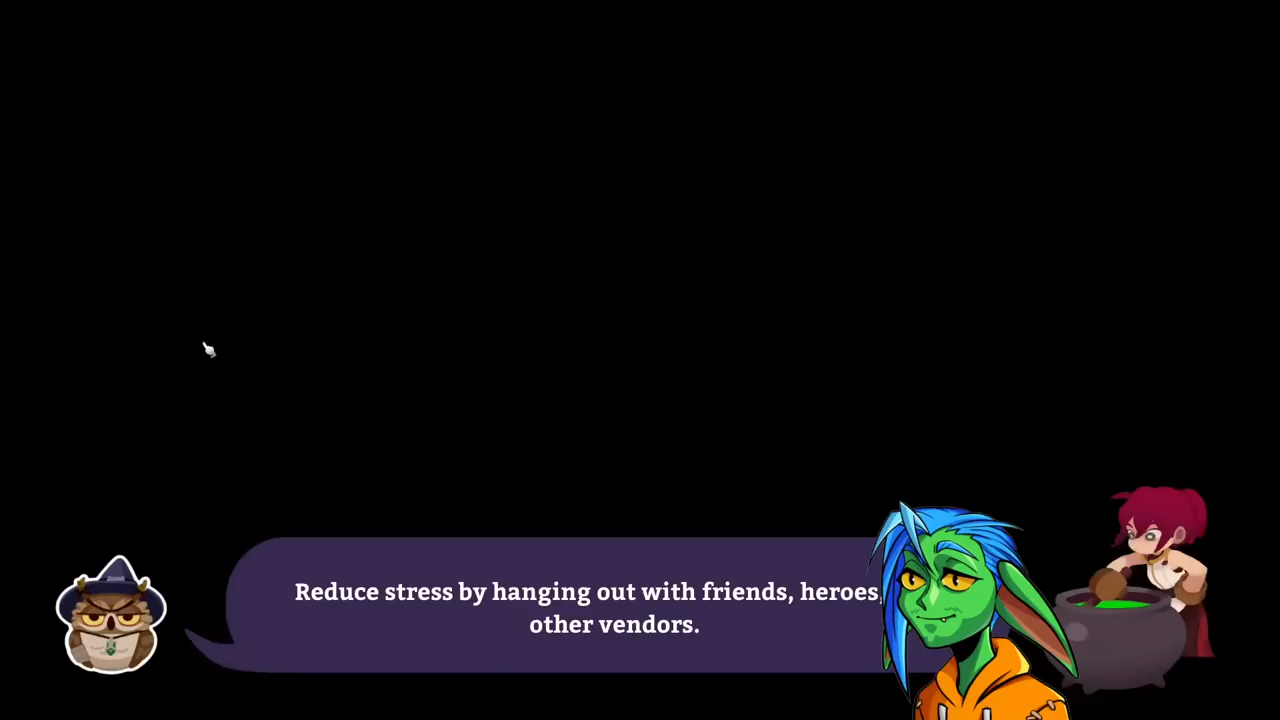 Reduce stress by hanging out with friends, heroes,
other vendors.